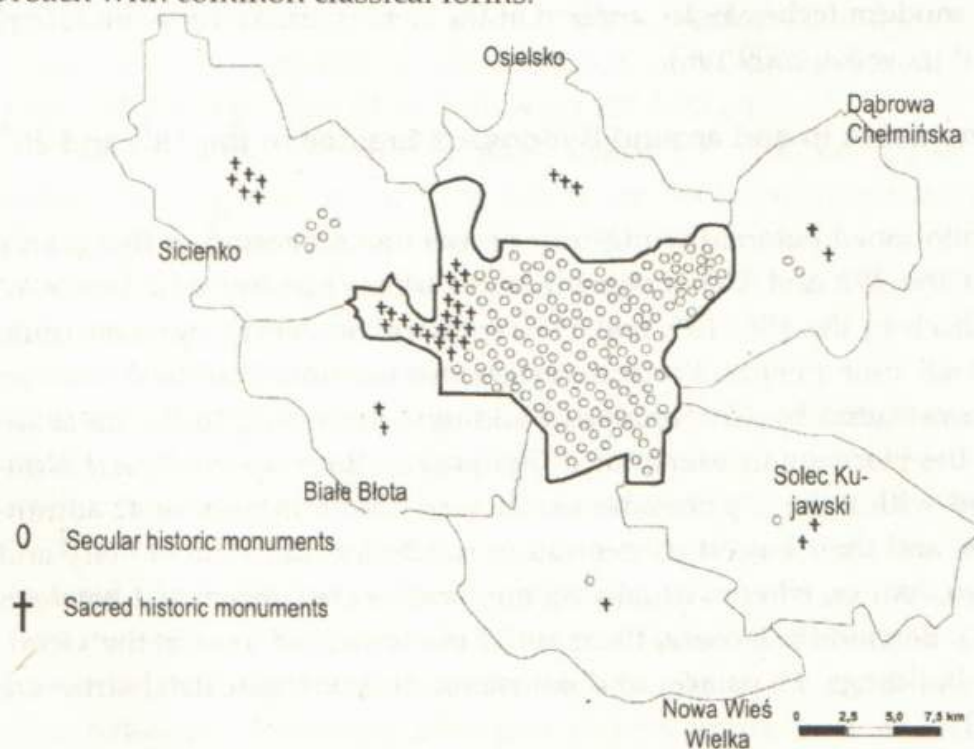 Osielsko
Dąbrowa
Chełmińska
Sicienko
Białe Błota
Solec Ku-
jawski
Secular historic monuments
Sacred historic monuments
Nowa Wieś
Wielka
0 2,5 5,0 7,5 km